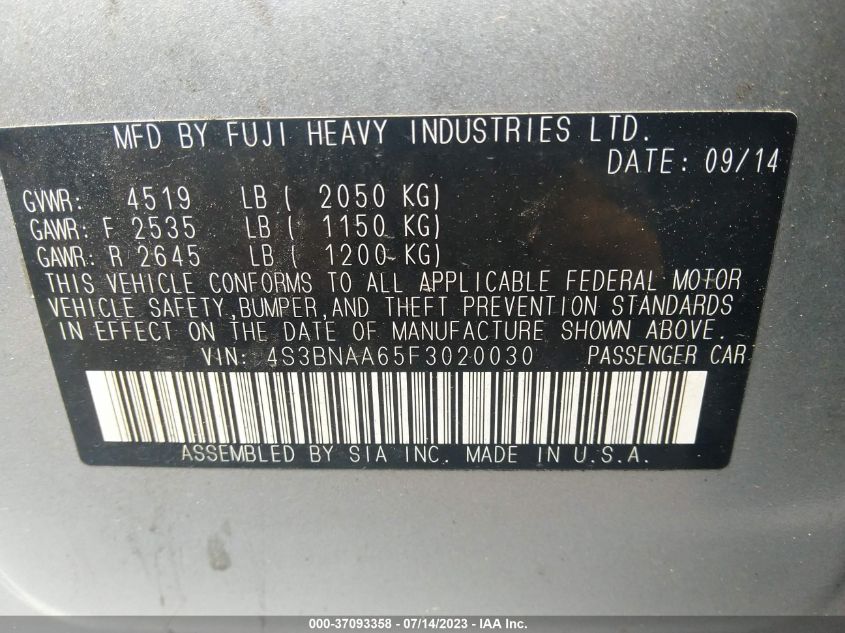 MFD BY FUJI HEAVY INDUSTRIES LTD.
DATE: 09/14
GVWR: 4519 LB ( 2050 KG)
GAWR: F 2535 LB ( 1150 KG)
GAWR: R 2645 LB ( 1200 KG)
THIS VEHICLE CONFORMS TO ALL APPLICABLE FEDERAL MOTOR
VEHICLE SAFETY,BUMPER,AND THEFT PREVENTION STANDARDS
IN EFFECT ON THE DATE OF MANUFACTURE SHOWN ABOVE.
VIN: 4S3BNAA65F3020030 PASSENGER CAR
ASSEMBLED BY SIA INC. MADE IN U.S.A.
000-37093358 - 07/14/2023 - IAA Inc.